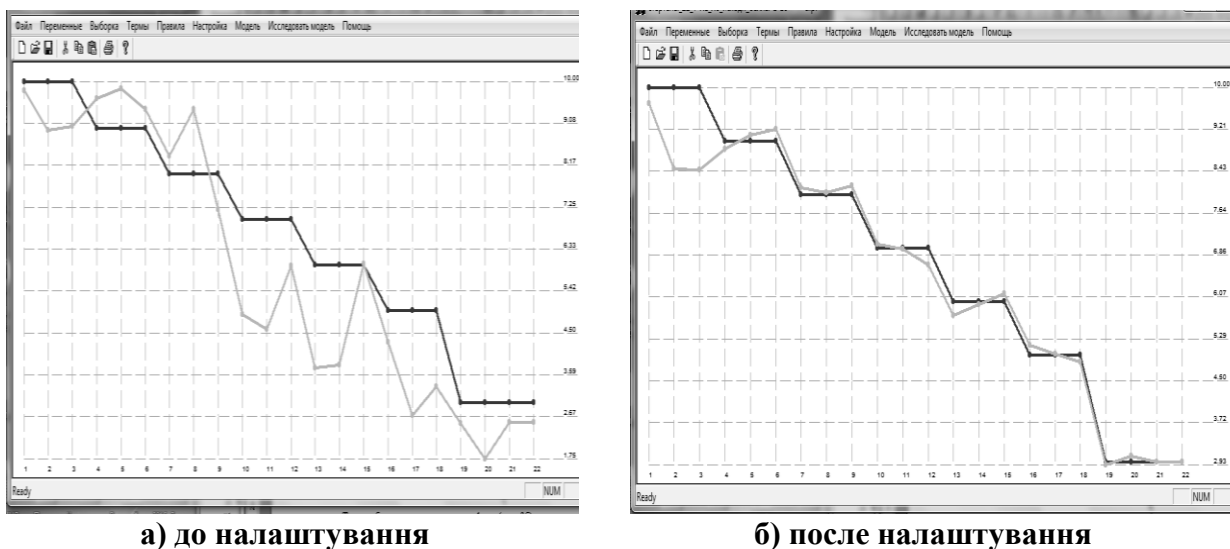 Файл Переменные Выборка Термы Правила Настройка Модель Исследовать модель Помощь
10,00
9,08
8,17
7,25
6,33
5,42
4,50
2,67
1,75
1 2 3 4 5 6 7 8 9 10 11 12 13 14 15 16 17 18 19 20 21 22
Ready NUM
а) до налаштування
Файл Переменные Выборка Термы Правила Настройка Модель Исследовать модель Помощь
10,00
9,21
8,43
7,64
6,86
6,07
5,29
4,50
3,72
2,93
1 2 3 4 5 6 7 8 9 10 11 12 13 14 15 16 17 18 19 20 21 22
Ready NUM
б) после налаштування